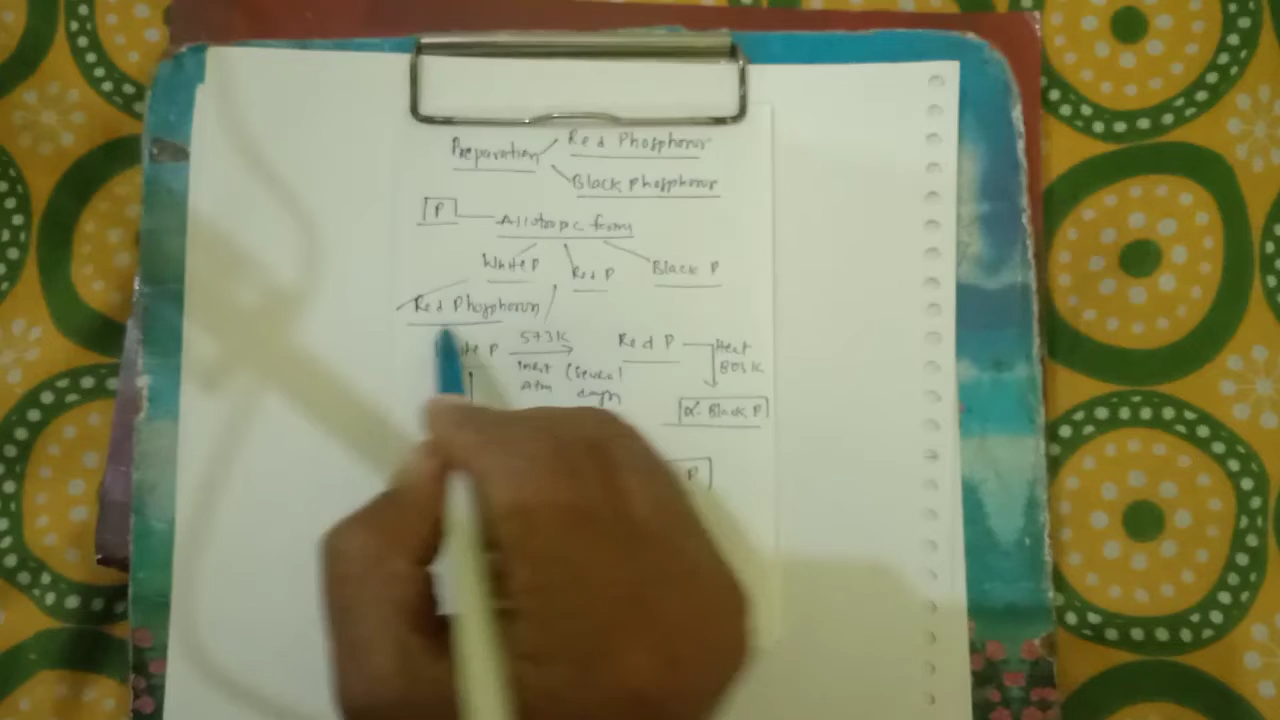 Preparation Red Phosphorus
Black Phosphorus
P Allotropic form
White P Red P Black P
Red Phosphorus
573K Red P Heat
inert (several 803K
atm days
α-Black P
P